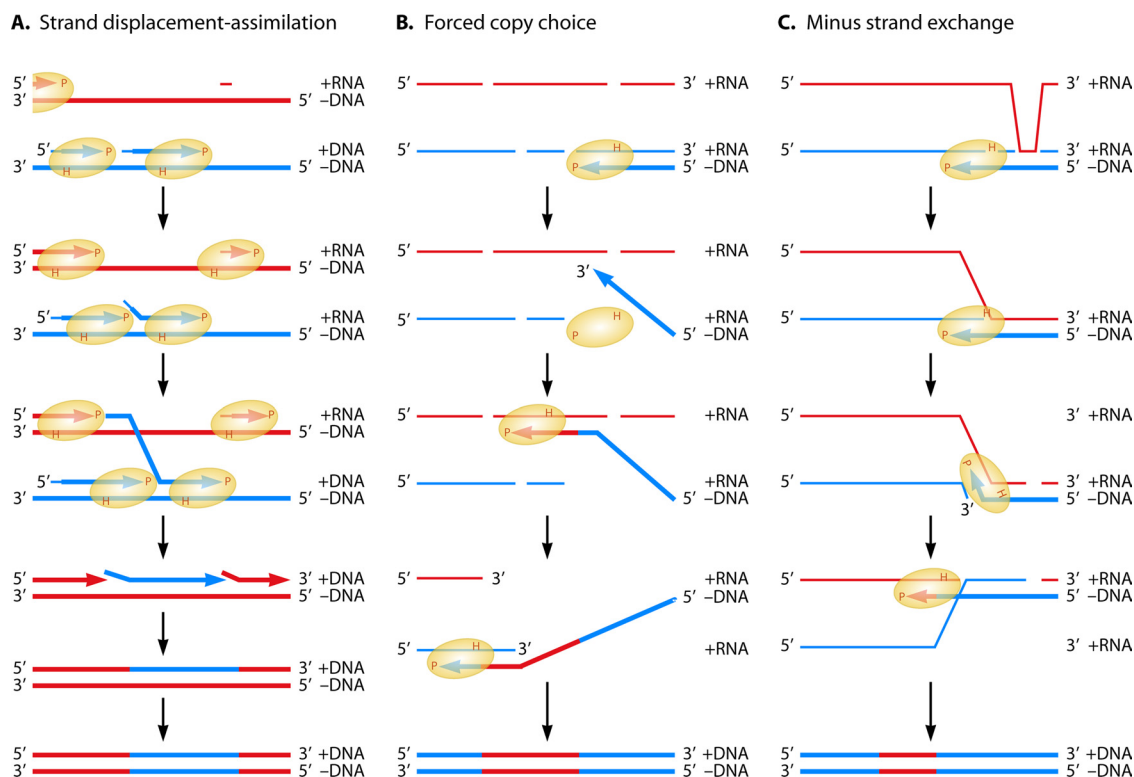 A. Strand displacement-assimilation
5′ P +RNA
3′ 5′ –DNA
5′ P P +DNA
3′ H 5′ –DNA
5′ P P +RNA
3′ H H 5′ –DNA
5′ P P +RNA
3′ H H 5′ –DNA
5′ P P +RNA
3′ H H 5′ –DNA
5′ P P +DNA
3′ H H 5′ –DNA
5′ 3′ +DNA
3′ 5′ –DNA
5′ 3′ +DNA
3′ 5′ –DNA
5′ 3′ +DNA
3′ 5′ –DNA
B. Forced copy choice
5′ 3′ +RNA
5′ H 3′ +RNA
P 5′ –DNA
5′ +RNA
3′
5′ H +RNA
P 5′ –DNA
5′ H +RNA
P
5′ +RNA
5′ –DNA
5′ 3′ +RNA
5′ –DNA
5′ H 3′ +RNA
P
5′ 3′ +DNA
3′ 5′ –DNA
C. Minus strand exchange
5′ 3′ +RNA
5′ H 3′ +RNA
P 5′ –DNA
5′ +RNA
5′ H 3′ +RNA
P 5′ –DNA
5′ 3′ +RNA
P
5′ H 3′ +RNA
3′ 5′ –DNA
5′ H 3′ +RNA
P 5′ –DNA
5′ 3′ +RNA
5′ 3′ +DNA
3′ 5′ –DNA